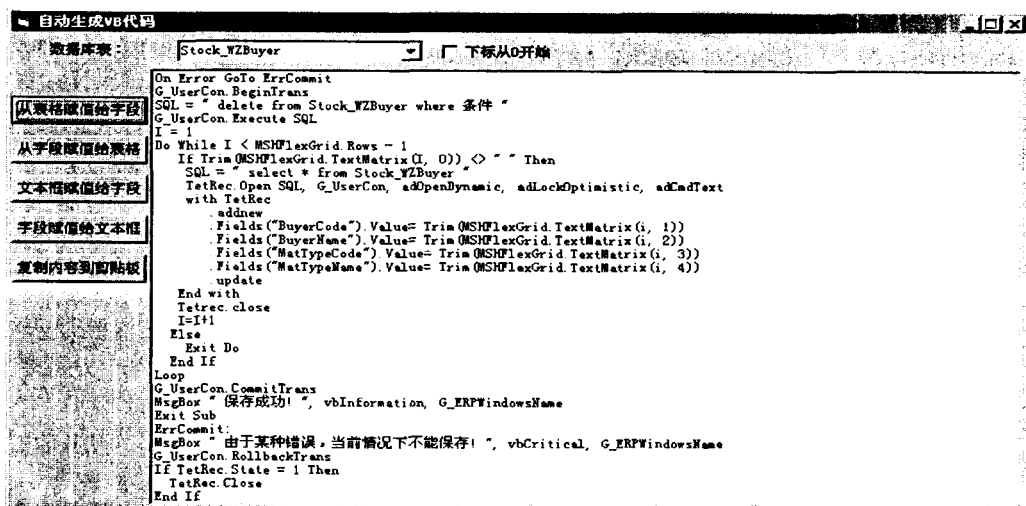 自动生成VB代码
数据库表：
Stock_WZBuyer
下标从0开始
从表格赋值给字段
从字段赋值给表格
文本框赋值给字段
字段赋值给文本框
复制内容到剪贴板
On Error GoTo ErrCommit
G_UserCon.BeginTrans
SQL = " delete from Stock_WZBuyer where 条件 "
G_UserCon.Execute SQL
I = 1
Do While I < MSHFlexGrid.Rows - 1
If Trim(MSHFlexGrid.TextMatrix(I, 0)) <> " " Then
SQL = " select * from Stock_WZBuyer "
TetRec.Open SQL, G_UserCon, adOpenDynamic, adLockOptimistic, adCmdText
with TetRec
.addnew
.Fields("BuyerCode").Value= Trim(MSHFlexGrid.TextMatrix(i, 1))
.Fields("BuyerName").Value= Trim(MSHFlexGrid.TextMatrix(i, 2))
.Fields("MatTypeCode").Value= Trim(MSHFlexGrid.TextMatrix(i, 3))
.Fields("MatTypeName").Value= Trim(MSHFlexGrid.TextMatrix(i, 4))
.update
End with
Tetrec.close
I=I+1
Else
Exit Do
End If
Loop
G_UserCon.CommitTrans
MsgBox " 保存成功! ", vbInformation, G_ERPWindowsName
Exit Sub
ErrCommit:
MsgBox " 由于某种错误，当前情况下不能保存! ", vbCritical, G_ERPWindowsName
G_UserCon.RollbackTrans
If TetRec.State = 1 Then
TetRec.Close
End If